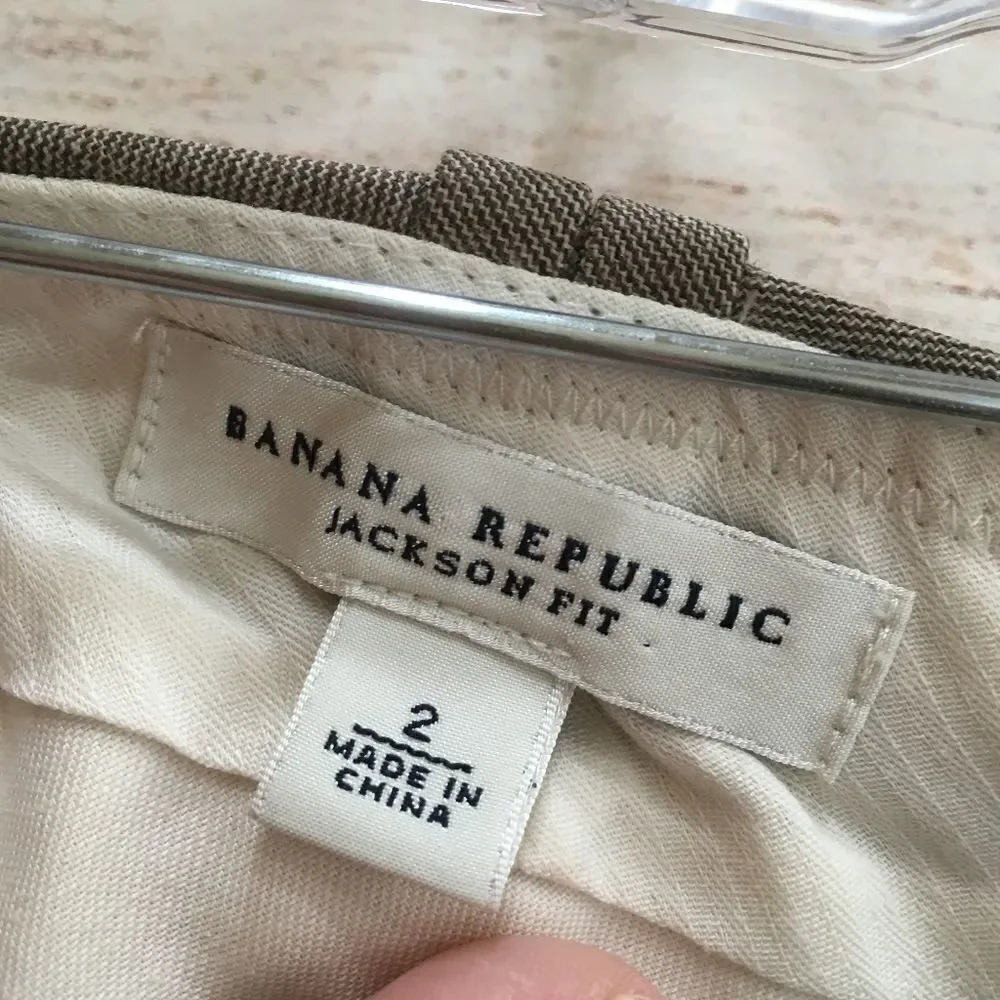 BANANA REPUBLIC
JACKSON FIT
2
MADE IN
CHINA